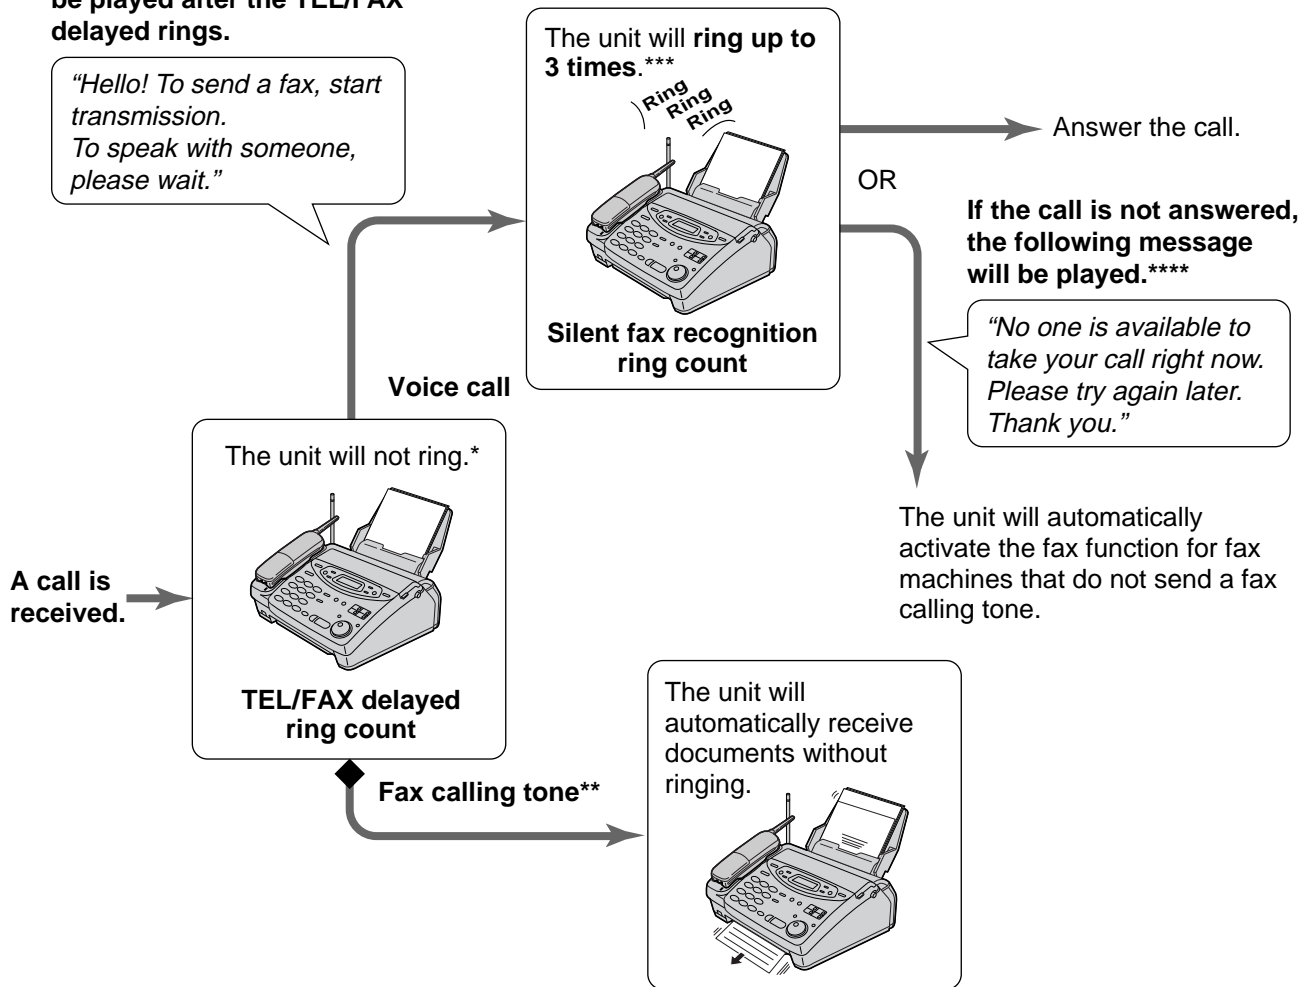 be played after the TEL/FAX
delayed rings.
"Hello! To send a fax, start
transmission.
To speak with someone,
please wait."
The unit will ring up to
3 times.***
Ring
Ring
Ring
Silent fax recognition
ring count
Answer the call.
OR
If the call is not answered,
the following message
will be played.****
"No one is available to
take your call right now.
Please try again later.
Thank you."
The unit will automatically
activate the fax function for fax
machines that do not send a fax
calling tone.
Voice call
The unit will not ring.*
TEL/FAX delayed
ring count
A call is
received.
Fax calling tone**
The unit will
automatically receive
documents without
ringing.